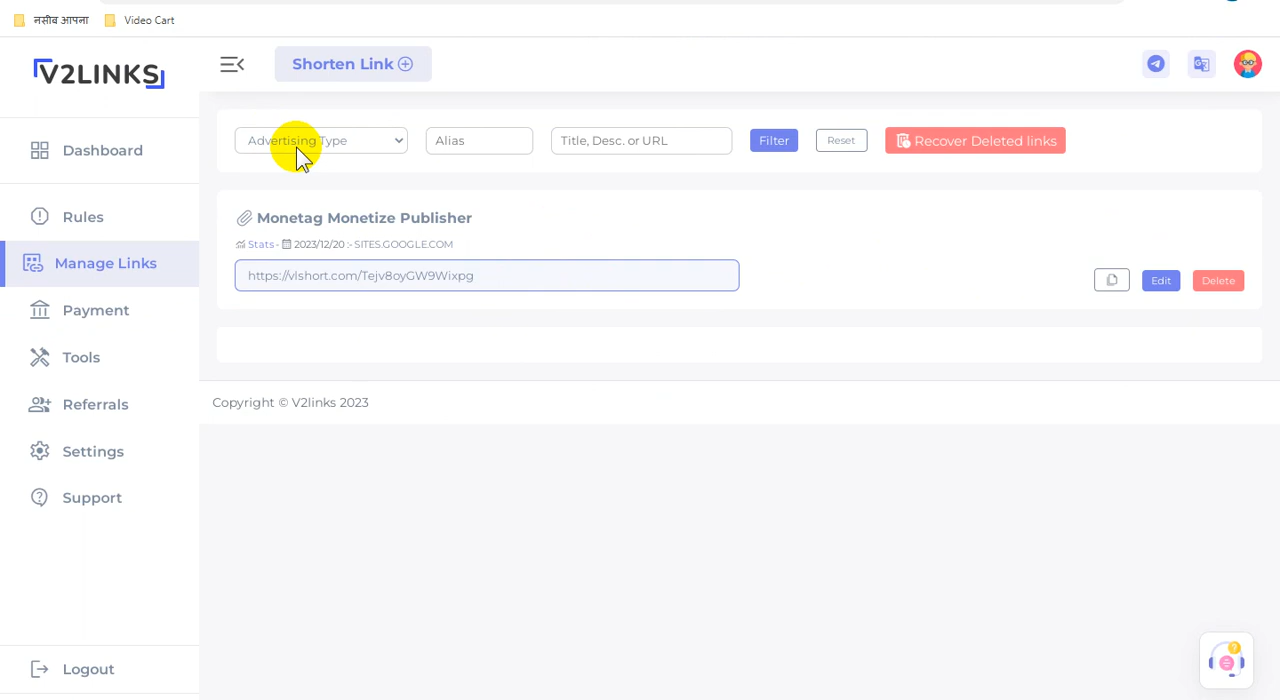 नसीब आपना Video Cart
V2LINKS
Shorten Link
Dashboard
Rules
Manage Links
Payment
Tools
Referrals
Settings
Support
Logout
Advertising Type Alias Title, Desc. or URL Filter Reset Recover Deleted links
Monetag Monetize Publisher
Stats - 2023/12/20 :- SITES.GOOGLE.COM
https://vlshort.com/Tejv8oyGW9Wixpg
Edit Delete
Copyright © V2links 2023